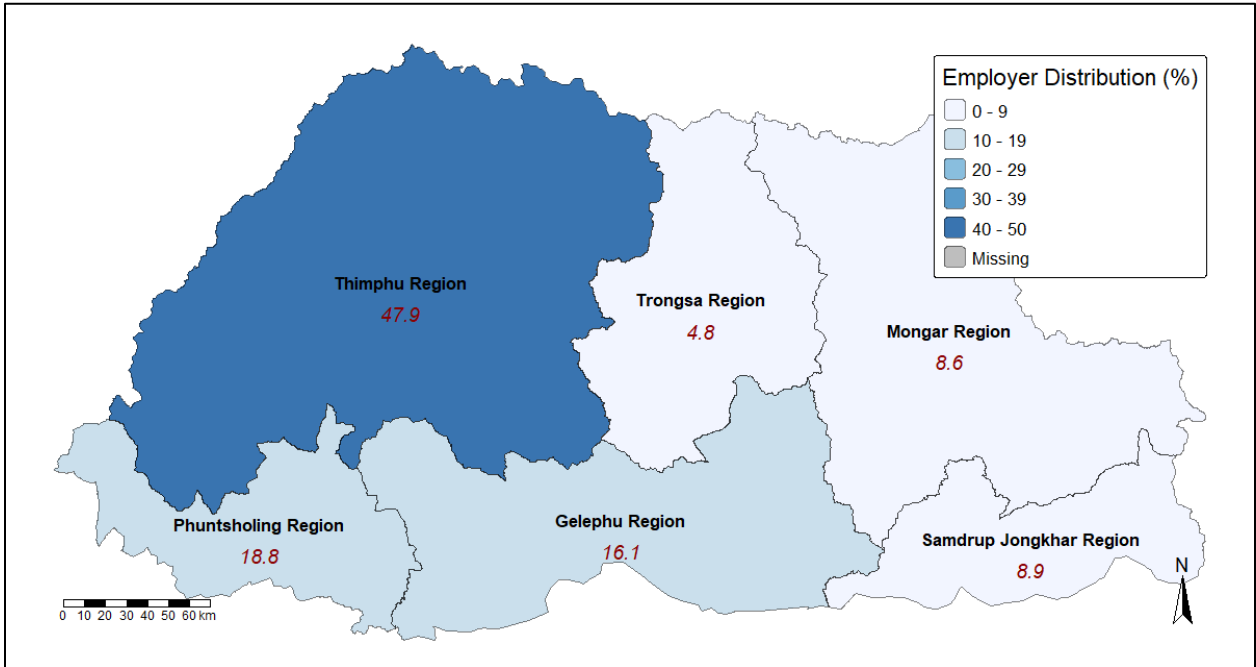 Employer Distribution (%)
0 - 9
10 - 19
20 - 29
30 - 39
40 - 50
Missing
Thimphu Region
47.9
Trongsa Region
4.8
Mongar Region
8.6
Phuntsholing Region
18.8
Gelephu Region
16.1
Samdrup Jongkhar Region
8.9
N
0 10 20 30 40 50 60 km